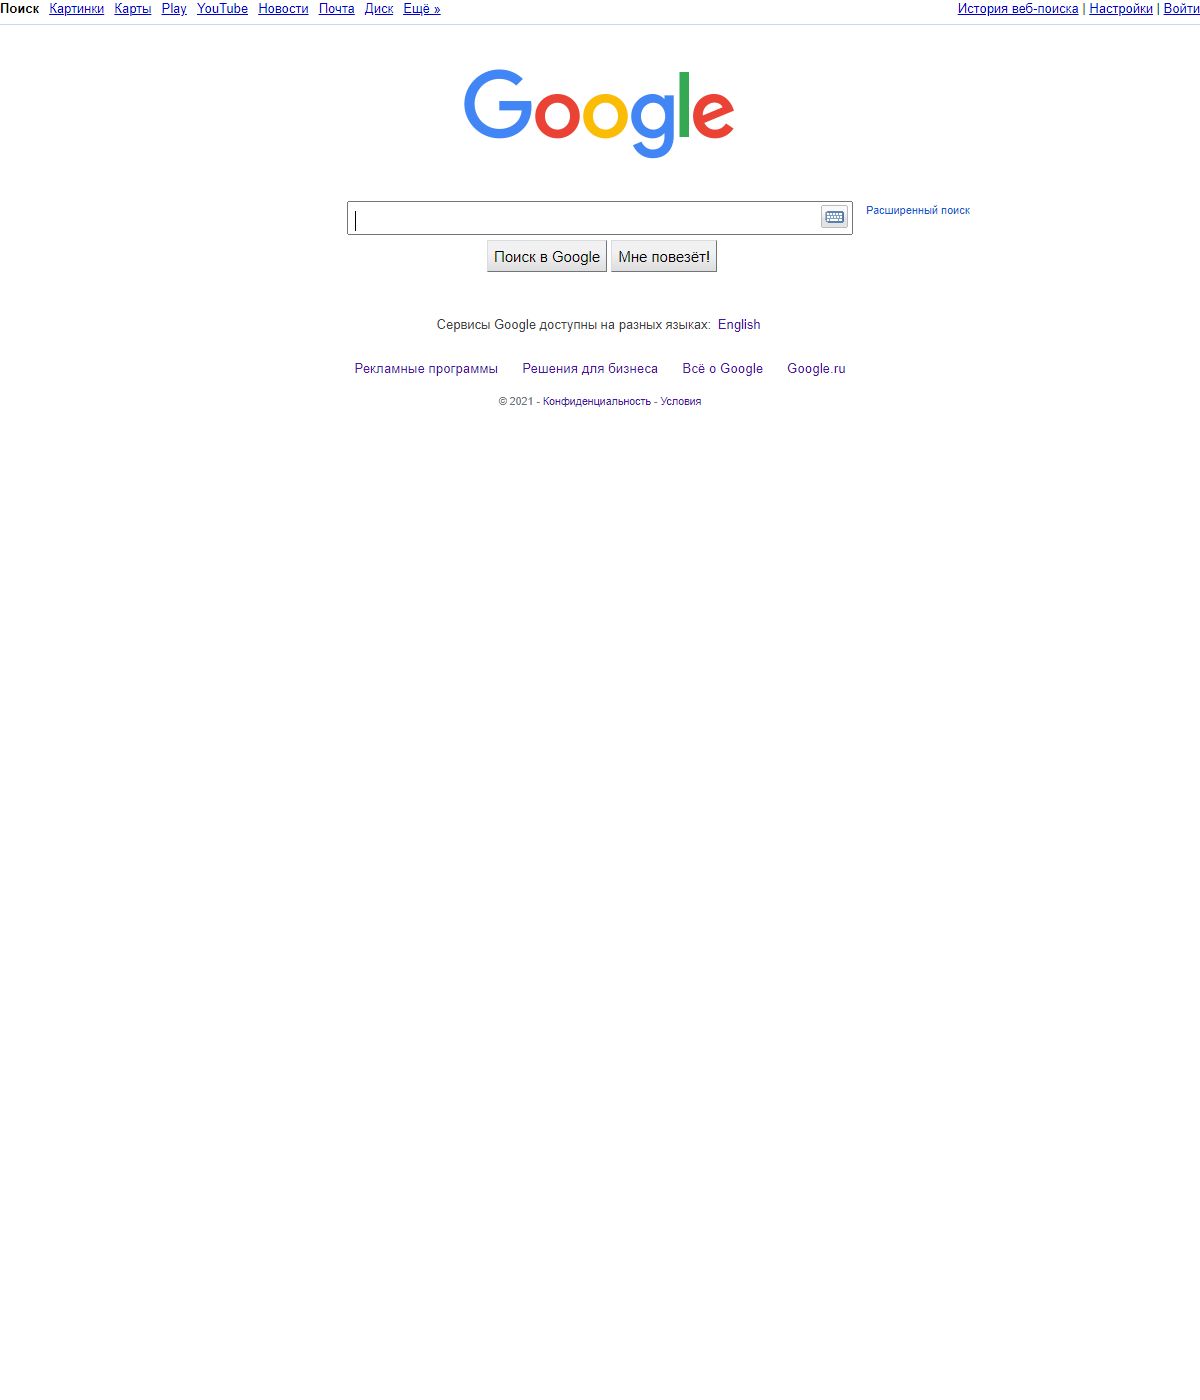 Поиск Картинки Карты Play YouTube Новости Почта Диск Ещё » История веб-поиска | Настройки | Войти
Google
Расширенный поиск
Поиск в Google Мне повезёт!
Сервисы Google доступны на разных языках: English
Рекламные программы Решения для бизнеса Всё о Google Google.ru
© 2021 - Конфиденциальность - Условия